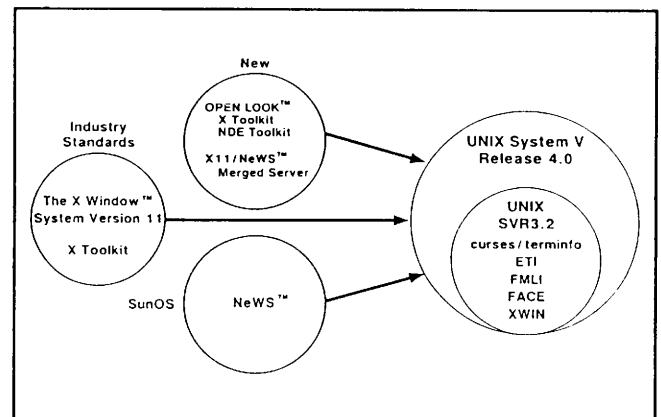 New
OPEN LOOK™
X Toolkit
NDE Toolkit
X11/NeWS™
Merged Server
Industry
Standards
The X Window™
System Version 11
X Toolkit
SunOS
NeWS™
UNIX System V
Release 4.0
UNIX
SVR3.2
curses/terminfo
ETI
FMLI
FACE
XWIN